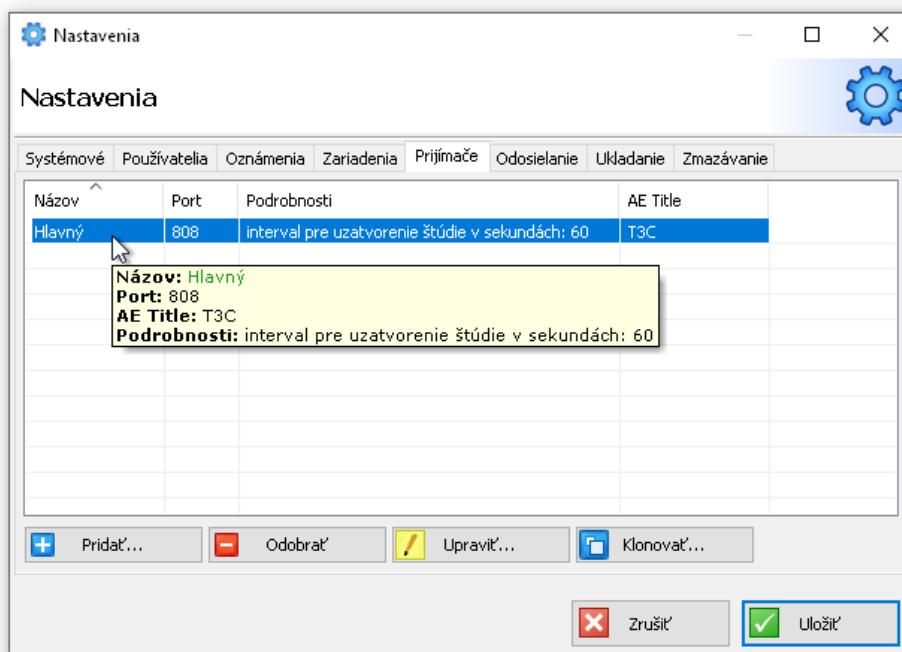 Nastavenia
Nastavenia
Systémové Používatelia Oznámenia Zariadenia Prijímače Odosielanie Ukladanie Zmazávanie
Názov Port Podrobnosti AE Title
Hlavný 808 interval pre uzatvorenie štúdie v sekundách: 60 T3C
Názov: Hlavný
Port: 808
AE Title: T3C
Podrobnosti: interval pre uzatvorenie štúdie v sekundách: 60
Pridať... Odobrať Upraviť... Klonovať...
Zrušiť Uložiť